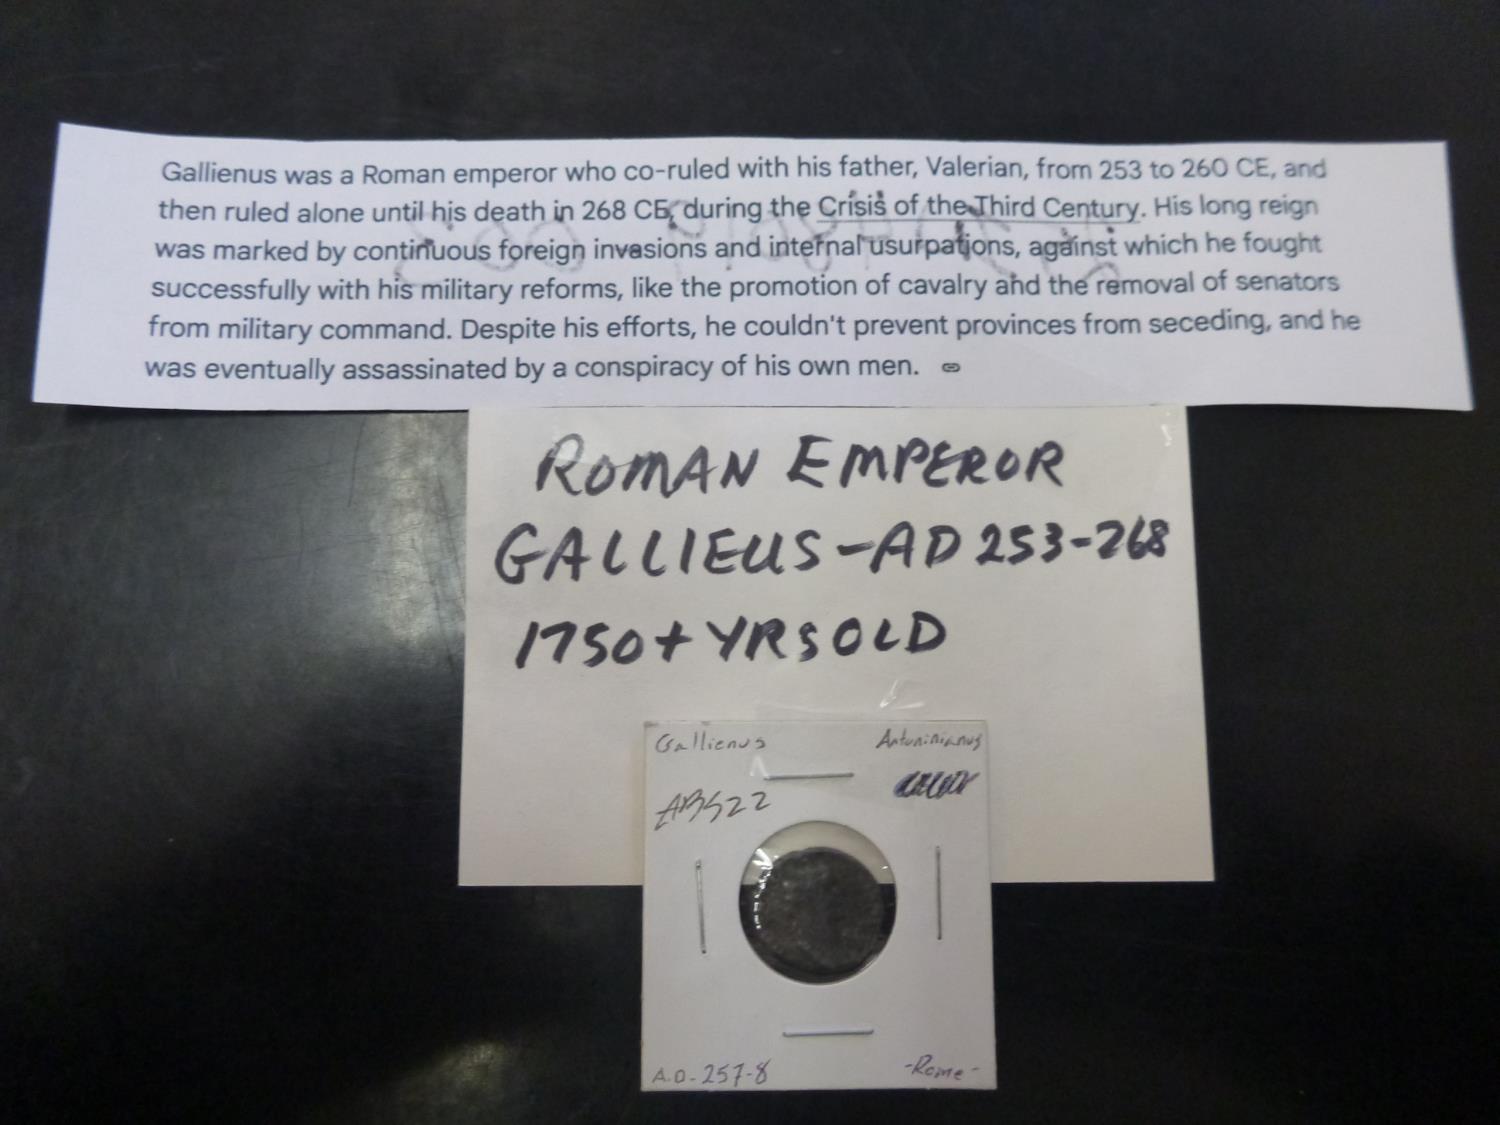 Gallienus was a Roman emperor who co-ruled with his father, Valerian, from 253 to 260 CE, and
then ruled alone until his death in 268 CE, during the Crisis of the Third Century. His long reign
was marked by continuous foreign invasions and internal usurpations, against which he fought
successfully with his military reforms, like the promotion of cavalry and the removal of senators
from military command. Despite his efforts, he couldn't prevent provinces from seceding, and he
was eventually assassinated by a conspiracy of his own men.
ROMAN EMPEROR
GALLIEUS-AD 253-268
1750+ YRS OLD
Gallienus Antoninianus
ABS22
A.D-257-8 -Rome-